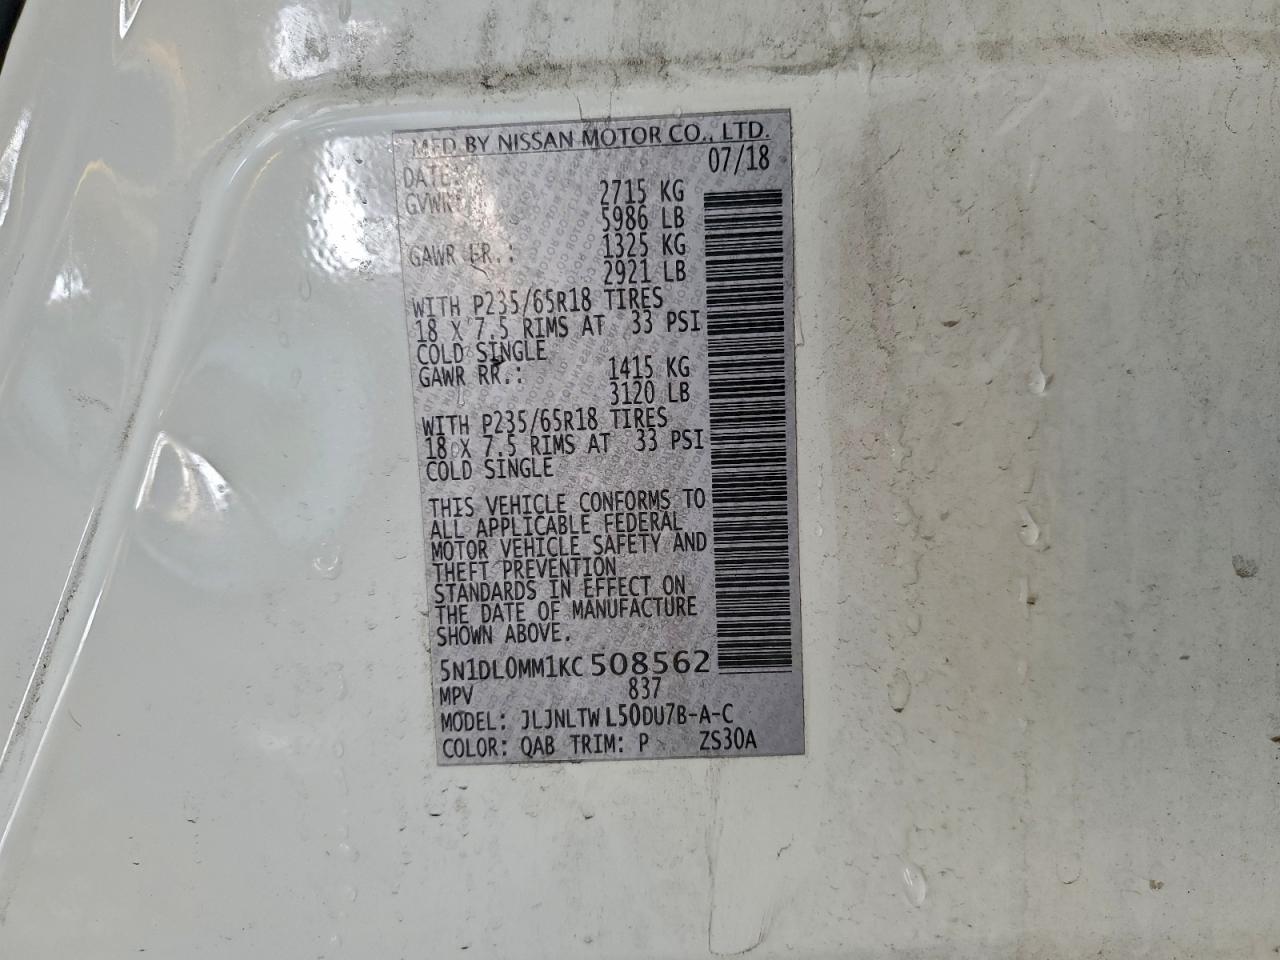 MFD BY NISSAN MOTOR CO., LTD.
DATE: 07/18
GVWR: 2715 KG
5986 LB
GAWR FR.: 1325 KG
2921 LB
WITH P235/65R18 TIRES
18 X 7.5 RIMS AT 33 PSI
COLD SINGLE
GAWR RR.: 1415 KG
3120 LB
WITH P235/65R18 TIRES
18 X 7.5 RIMS AT 33 PSI
COLD SINGLE
THIS VEHICLE CONFORMS TO
ALL APPLICABLE FEDERAL
MOTOR VEHICLE SAFETY AND
THEFT PREVENTION
STANDARDS IN EFFECT ON
THE DATE OF MANUFACTURE
SHOWN ABOVE.
5N1DL0MM1KC508562
MPV 837
MODEL: JLJNLTWL50DU7B-A-C
COLOR: QAB TRIM: P ZS30A